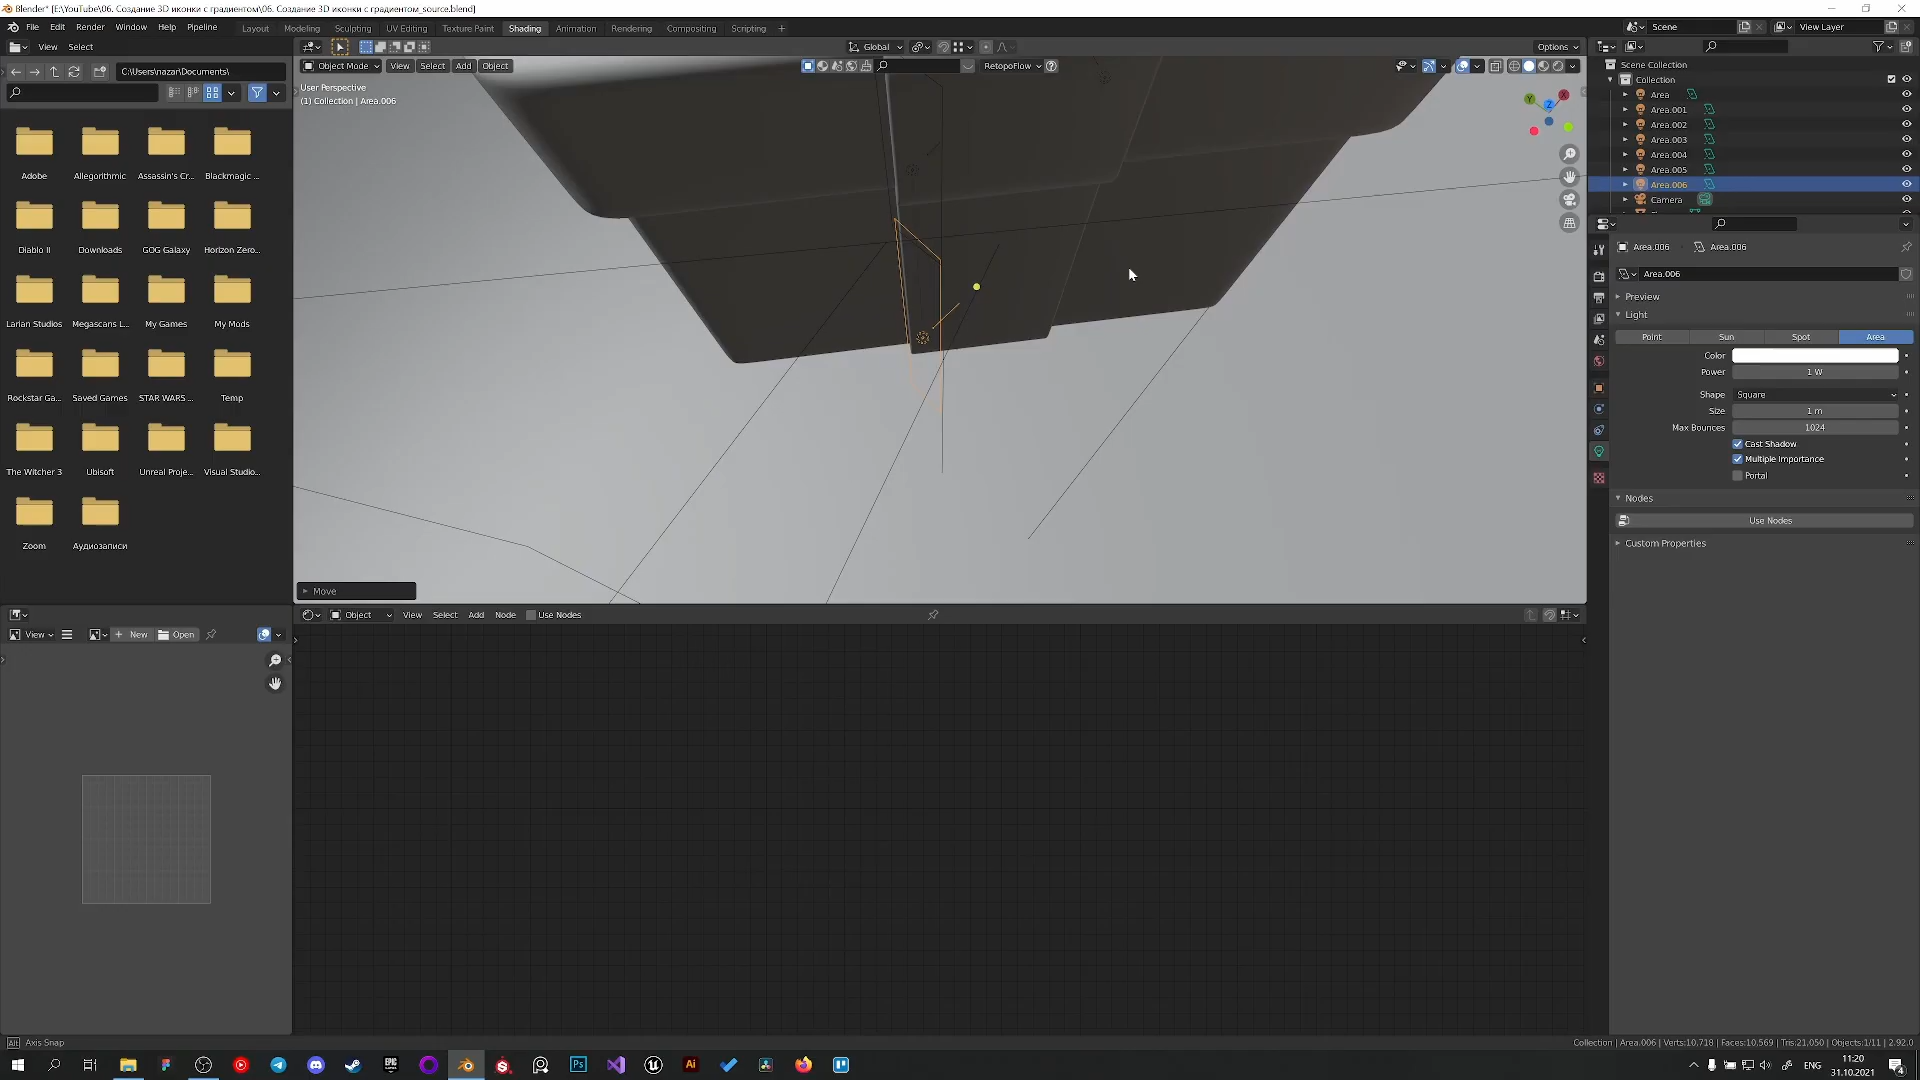 Blender* [E:\YouTube\06. Создание 3D иконки с градиентом\06. Создание 3D иконки с градиентом_source.blend]
File Edit Render Window Help Pipeline
Layout Modeling Sculpting UV Editing Texture Paint Shading Animation Rendering Compositing Scripting +
Scene
View Layer
View Select
Global
Options
C:\Users\nazar\Documents\
Object Mode View Select Add Object
RetopoFlow
User Perspective
(1) Collection | Area.006
Adobe
Allegorithmic
Assassin's Cr...
Blackmagic ...
Diablo II
Downloads
GOG Galaxy
Horizon Zero...
Larian Studios
Megascans L...
My Games
My Mods
Rockstar Ga...
Saved Games
STAR WARS ...
Temp
The Witcher 3
Ubisoft
Unreal Proje...
Visual Studio...
Zoom
Аудиозаписи
Y
Z
X
Move
Scene Collection
Collection
Area
Area.001
Area.002
Area.003
Area.004
Area.005
Area.006
Camera
Area.006 Area.006
Area.006
Preview
Light
Point Sun Spot Area
Color
Power 1 W
Shape Square
Size 1 m
Max Bounces 1024
Cast Shadow
Multiple Importance
Portal
Nodes
Use Nodes
Custom Properties
Object View Select Add Node Use Nodes
View New Open
Alt Axis Snap
Collection | Area.006 | Verts:10,718 | Faces:10,569 | Tris:21,050 | Objects:1/11 | 2.92.0
EPIC
Ps
Ai
ENG
11:20
31.10.2021
4